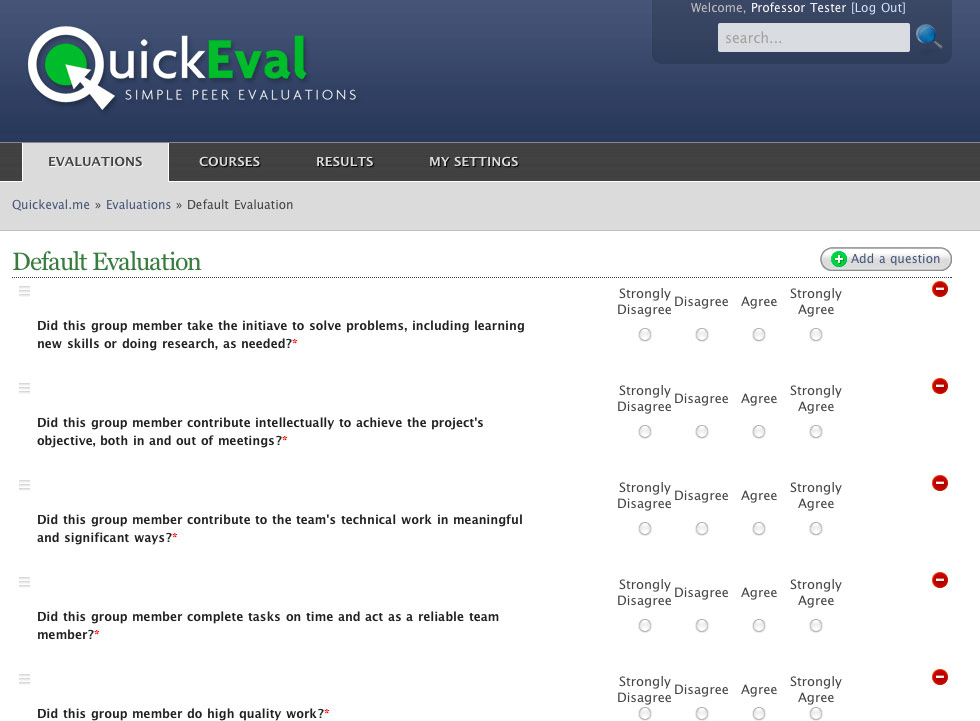 Welcome, Professor Tester [Log Out]
search...
QuickEval
SIMPLE PEER EVALUATIONS
EVALUATIONS COURSES RESULTS MY SETTINGS
Quickeval.me » Evaluations » Default Evaluation
Default Evaluation
Add a question
Strongly Disagree Disagree Agree Strongly Agree
Did this group member take the initiave to solve problems, including learning
new skills or doing research, as needed?*
Strongly Disagree Disagree Agree Strongly Agree
Did this group member contribute intellectually to achieve the project's
objective, both in and out of meetings?*
Strongly Disagree Disagree Agree Strongly Agree
Did this group member contribute to the team's technical work in meaningful
and significant ways?*
Strongly Disagree Disagree Agree Strongly Agree
Did this group member complete tasks on time and act as a reliable team
member?*
Strongly Disagree Disagree Agree Strongly Agree
Did this group member do high quality work?*